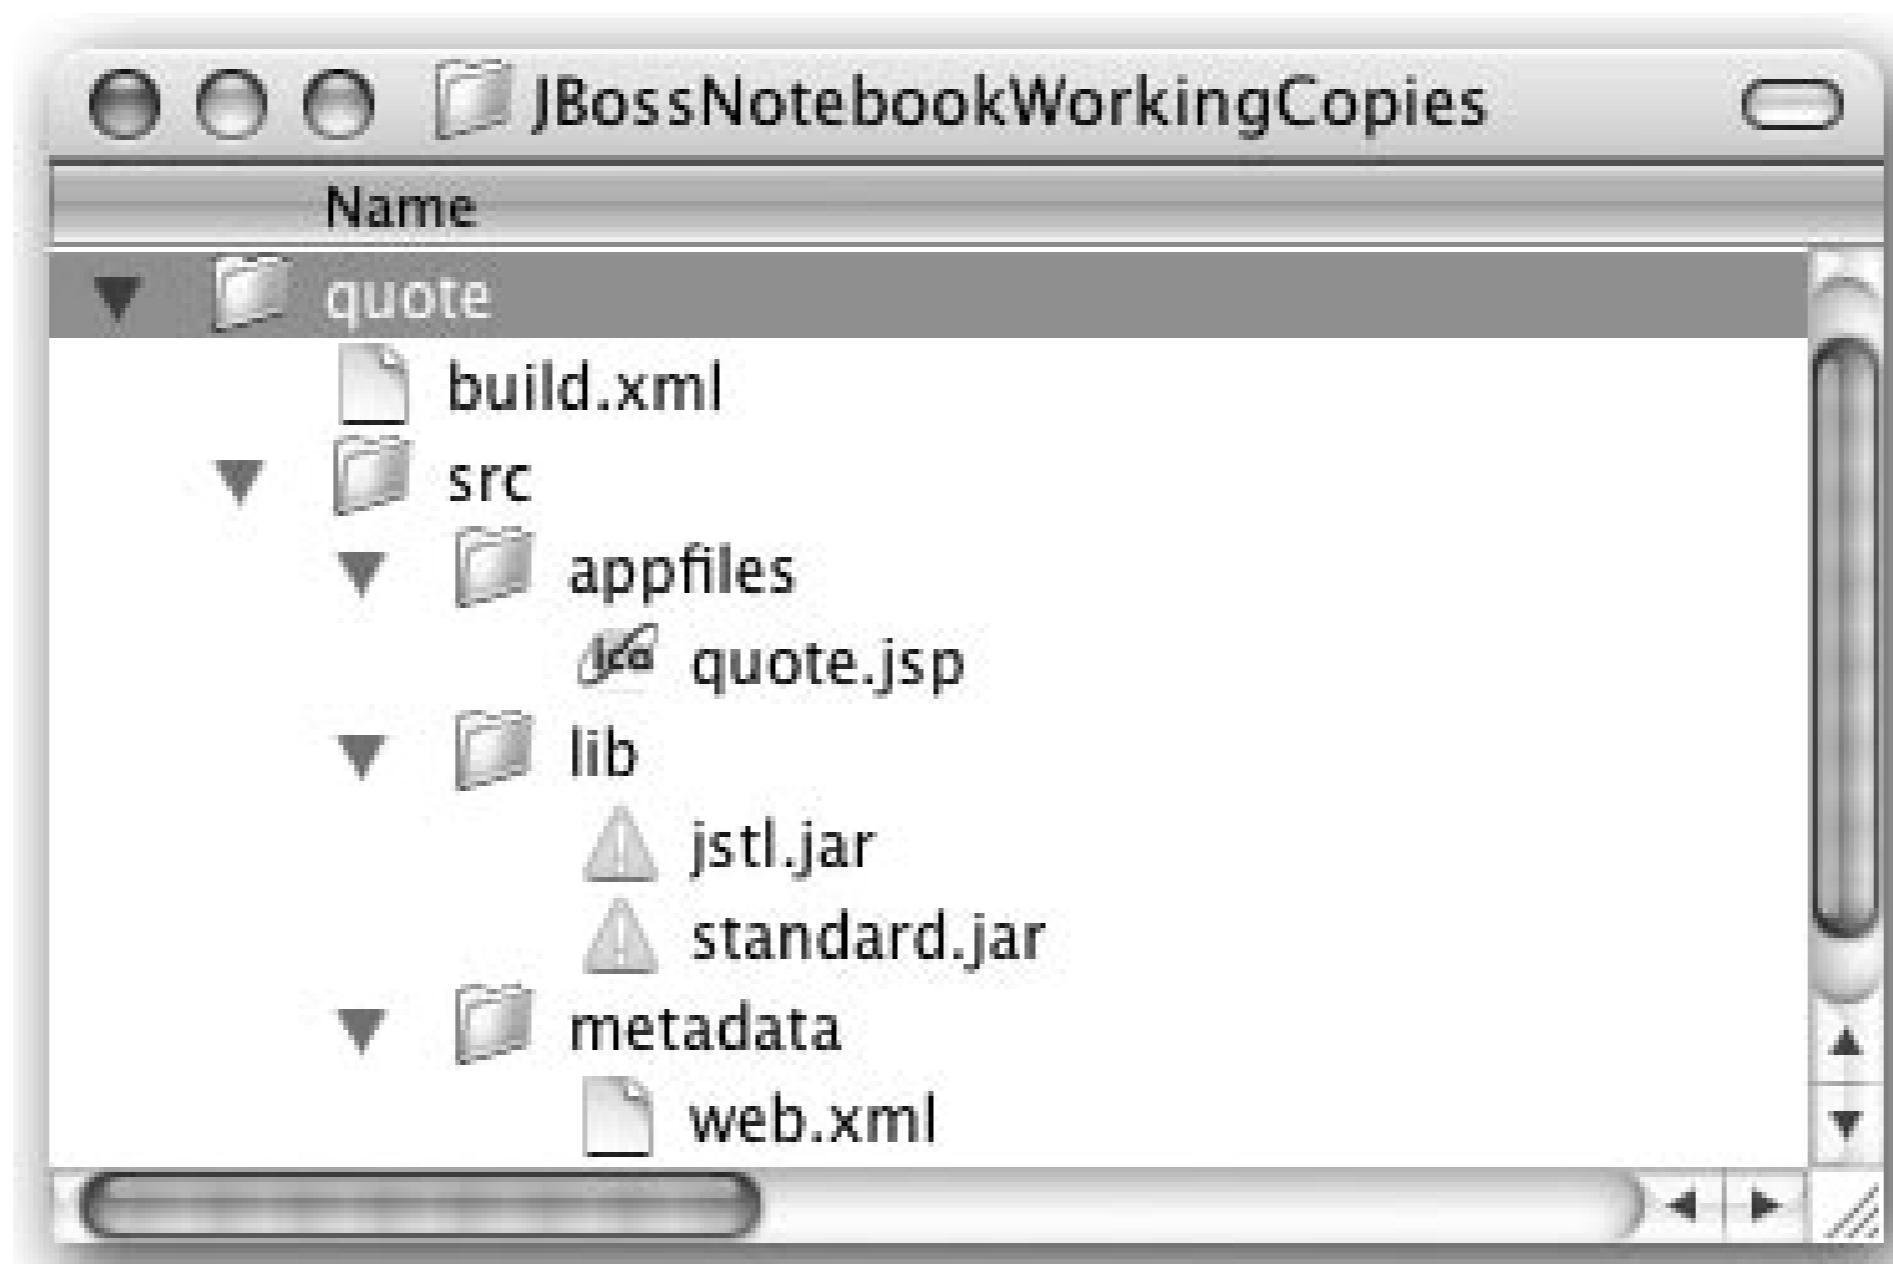 JBossNotebookWorkingCopies
Name
quote
build.xml
src
appfiles
quote.jsp
lib
jstl.jar
standard.jar
metadata
web.xml